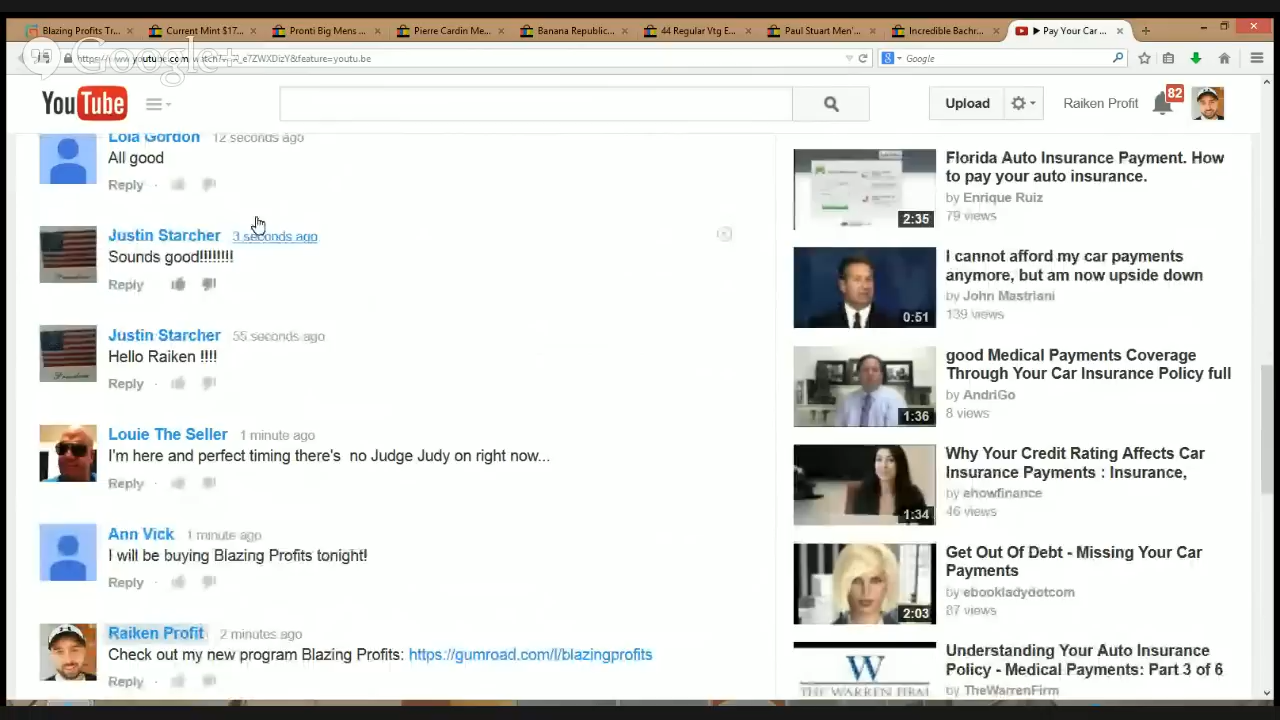 Blazing Profits Tr...
Current Mint $17...
Pronti Big Mens ...
Pierre Cardin Me...
Banana Republic...
44 Regular Vtg E...
Paul Stuart Men'...
Incredible Bachr...
▶ Pay Your Car ...
Google+
https://www.youtube.com/watch?v=
e7ZWXDizY&feature=youtu.be
Google
YouTube
Upload
Raiken Profit
82
Lola Gordon 12 seconds ago
All good
Reply
Justin Starcher 3 seconds ago
Sounds good!!!!!!!!
Reply
Justin Starcher 55 seconds ago
Hello Raiken !!!!
Reply
Louie The Seller 1 minute ago
I'm here and perfect timing there's no Judge Judy on right now...
Reply
Ann Vick 1 minute ago
I will be buying Blazing Profits tonight!
Reply
Raiken Profit 2 minutes ago
Check out my new program Blazing Profits: https://gumroad.com/l/blazingprofits
Reply
Florida Auto Insurance Payment. How
to pay your auto insurance.
by Enrique Ruiz
79 views
2:35
I cannot afford my car payments
anymore, but am now upside down
by John Mastriani
139 views
0:51
good Medical Payments Coverage
Through Your Car Insurance Policy full
by AndriGo
8 views
1:36
Why Your Credit Rating Affects Car
Insurance Payments : Insurance,
by ehowfinance
46 views
1:34
Get Out Of Debt - Missing Your Car
Payments
by ebookladydotcom
87 views
2:03
Understanding Your Auto Insurance
Policy - Medical Payments: Part 3 of 6
by TheWarrenFirm
W
THE WARREN FIRM